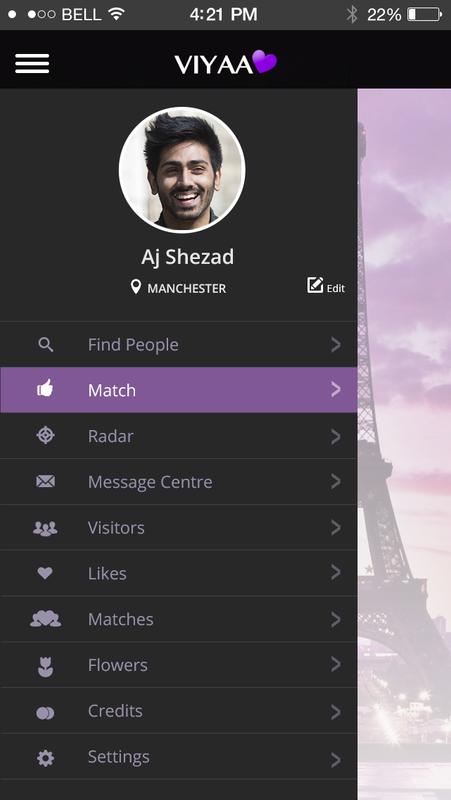 BELL 4:21 PM 22%
VIYAA
Aj Shezad
MANCHESTER
Edit
Find People
Match
Radar
Message Centre
Visitors
Likes
Matches
Flowers
Credits
Settings